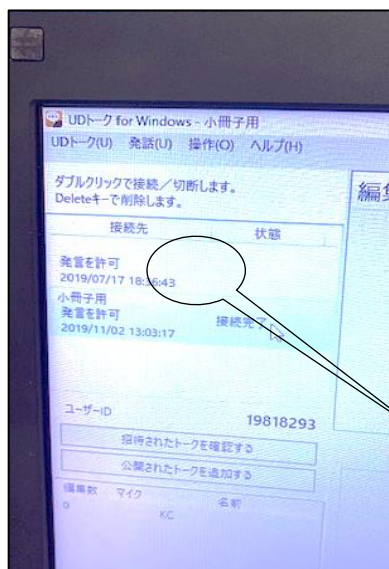 UDトーク for Windows - 小冊子用
UDトーク(U) 発話(U) 操作(O) ヘルプ(H)
ダブルクリックで接続／切断します。
Deleteキーで削除します。
接続先 状態
発言を許可
2019/07/17 18:36:43
小冊子用
発言を許可 接続完了
2019/11/02 13:03:17
ユーザーID 19818293
招待されたトークを確認する
公開されたトークを追加する
編集数 マイク 名前
0 KC
編